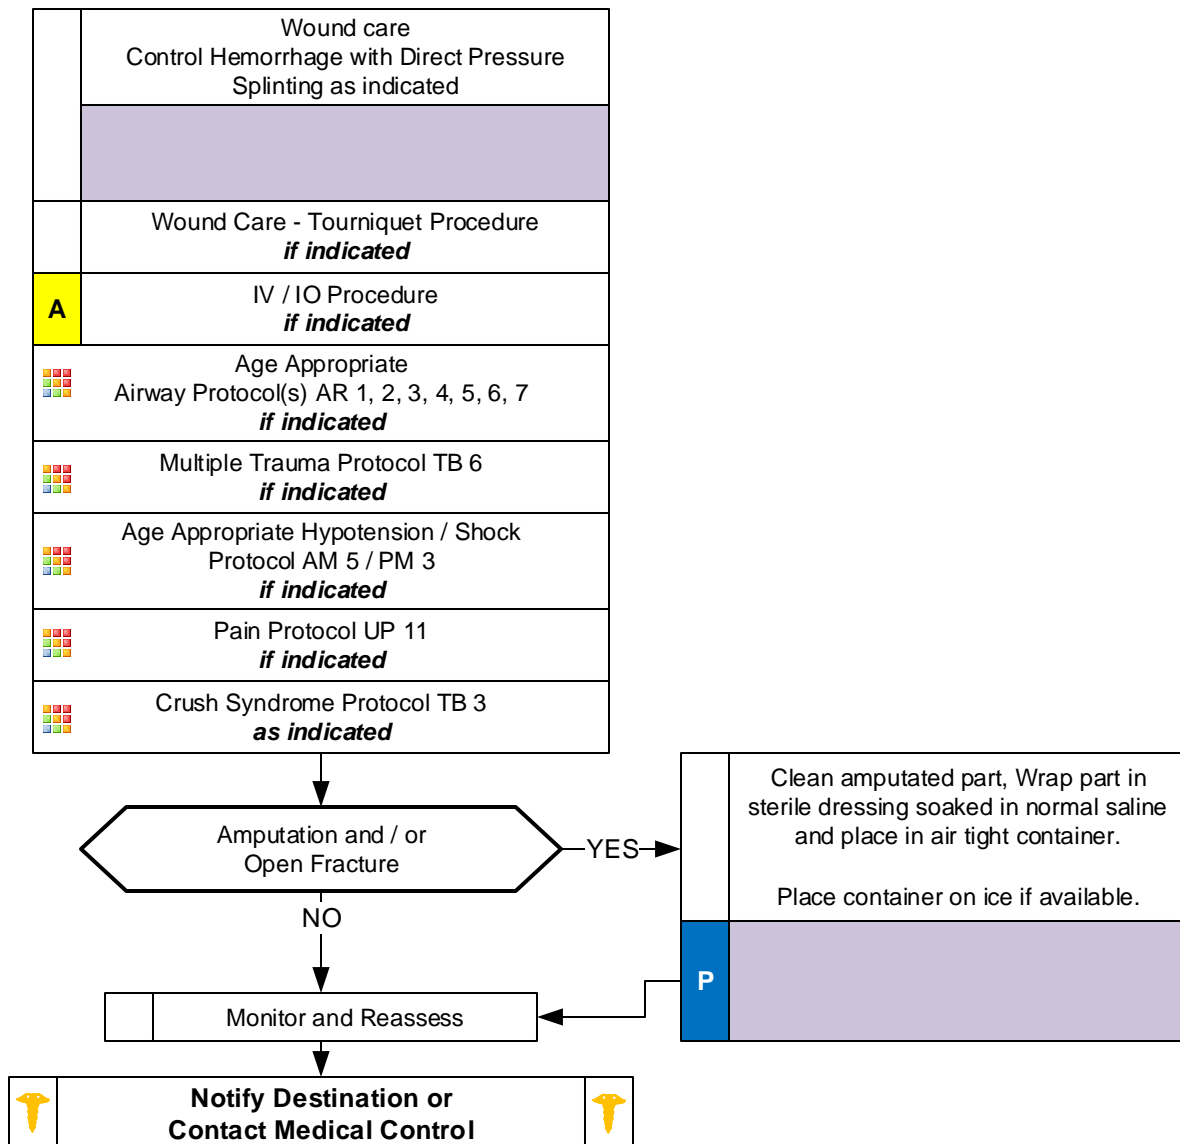 Wound care
Control Hemorrhage with Direct Pressure
Splinting as indicated
Wound Care - Tourniquet Procedure
if indicated
A
IV / IO Procedure
if indicated
Age Appropriate
Airway Protocol(s) AR 1, 2, 3, 4, 5, 6, 7
if indicated
Multiple Trauma Protocol TB 6
if indicated
Age Appropriate Hypotension / Shock
Protocol AM 5 / PM 3
if indicated
Pain Protocol UP 11
if indicated
Crush Syndrome Protocol TB 3
as indicated
Amputation and / or
Open Fracture
YES
Clean amputated part, Wrap part in
sterile dressing soaked in normal saline
and place in air tight container.
Place container on ice if available.
P
NO
Monitor and Reassess
Notify Destination or
Contact Medical Control